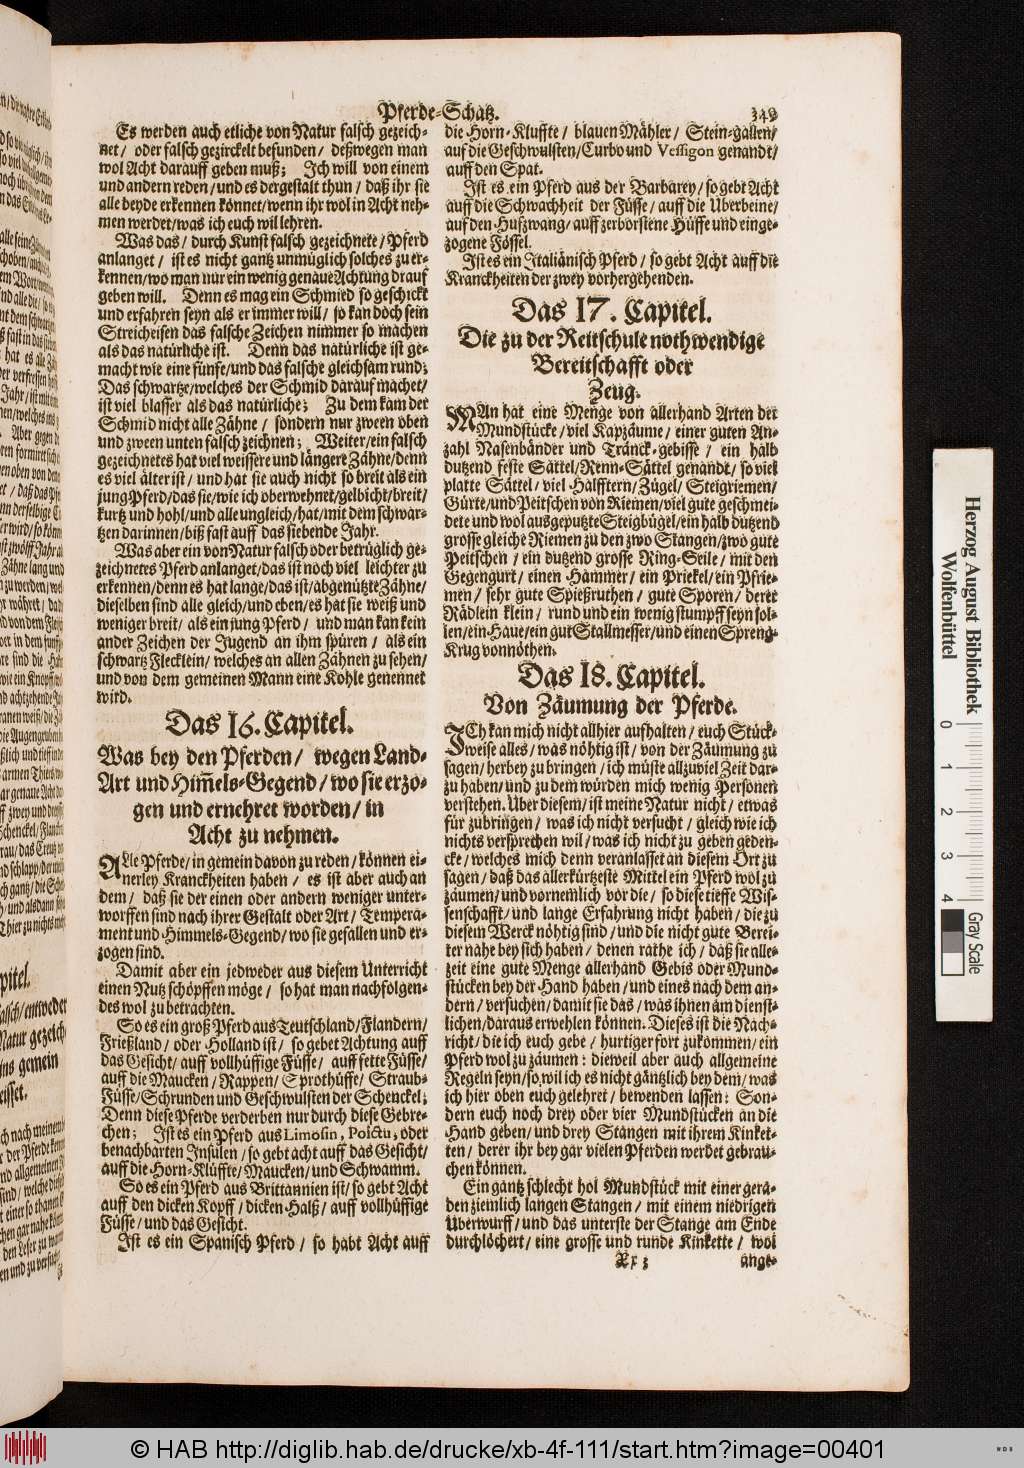 Pferde-Schatz.
349
Es werden auch etliche von Natur falsch gezeich-
net/ oder falsch gezirckelt befunden/ deßwegen man
wol Acht darauff geben muß; Ich will von einem
und andern reden/ und es dergestalt thun/ daß ihr sie
alle beyde erkennen könnet/wenn ihr wol in Acht neh-
men werdet/was ich euch wil lehren.
Was das/ durch Kunst falsch gezeichnete/ Pferd
anlanget/ ist es nicht gantz unmüglich solches zu er-
kennen/wo man nur ein wenig genaue Achtung drauf
geben will. Denn es mag ein Schmied so geschickt
und erfahren seyn als er immer will/ so kan doch sein
Streicheisen das falsche Zeichen nimmer so machen
als das natürliche ist. Denn das natürliche ist ge-
macht wie eine fünfe/und das falsche gleichsam rund;
Das schwartze/welches der Schmid darauf machet/
ist viel blasser als das natürliche; Zu dem kam der
Schmid nicht alle Zähne/ sondern nur zween oben
und zween unten falsch zeichnen; Weiter/ein falsch
gezeichnetes hat viel weissere und längere Zähne/denn
es viel älter ist/ und hat sie auch nicht so breit als ein
jung Pferd/das sie/wie ich oberwehnet/gelbicht/breit/
kurtz und hohl/und alle ungleich/hat/mit dem schwar-
tzen darinnen/biß fast auff das siebende Jahr.
Was aber ein von Natur falsch oder betrüglich ge-
zeichnetes Pferd anlanget/das ist noch viel leichter zu
erkennen/denn es hat lange/das ist/abgenützte Zähne/
dieselben sind alle gleich/und eben/es hat sie weiß und
weniger breit/ als ein jung Pferd/ und man kan kein
ander Zeichen der Jugend an ihm spüren/ als ein
schwartz Flecklein/ welches an allen Zähnen zu sehen/
und von dem gemeinen Mann eine Kohle genennet
wird.
Das 16. Capitel.
Was bey den Pferden/ wegen Land-
Art und Him̃els-Gegend/ wo sie erzo-
gen und ernehret worden/ in
Acht zu nehmen.
ALle Pferde/ in gemein davon zu reden/ können ei-
nerley Kranckheiten haben/ es ist aber auch an
dem/ daß sie der einen oder andern weniger unter-
worffen sind nach ihrer Gestalt oder Art/ Tempera-
ment und Himmels-Gegend/ wo sie gefallen und er-
zogen sind.
Damit aber ein jedweder aus diesem Unterricht
einen Nutz schöpffen möge/ so hat man nachfolgen-
des wol zu betrachten.
So es ein groß Pferd aus Teutschland/Flandern/
Frießland/ oder Holland ist/ so gebet Achtung auff
das Gesicht/ auff vollhüffige Füsse/ auff fette Füsse/
auff die Maucken/ Rappen/ Sprothüffe/ Straub-
Füsse/Schrunden und Geschwulsten der Schenckel;
Denn diese Pferde verderben nur durch diese Gebre-
chen; Ist es ein Pferd aus Limosin, Poictu, oder
benachbarten Insulen/ so gebt acht auff das Gesicht/
auff die Horn-Klüffte/ Maucken/ und Schwamm.
So es ein Pferd aus Brittannien ist/ so gebt Acht
auff den dicken Kopff/ dicken Halß/ auff vollhüffige
Füsse/ und das Gesicht.
Ist es ein Spanisch Pferd/ so habt Acht auff
die Horn-Kluffte/ blauen Mähler/ Stein-gallen/
auf die Geschwulsten/Curbo und Vessigon genandt/
auff den Spat.
Ist es ein Pferd aus der Barbarey/ so gebt Acht
auff die Schwachheit der Füsse/ auff die Uberbeine/
auf den Hufzwang/ auff zerborstene Hüffe und einge-
zogene Fössel.
Ist es ein Italiänisch Pferd/ so gebt Acht auff die
Kranckheiten der zwey vorhergehenden.
Das 17. Capitel.
Die zu der Reitschule nothwendige
Bereitschafft oder
Zeug.
MAn hat eine Menge von allerhand Arten der
Mundstücke/ viel Kapzäume/ einer guten An-
zahl Nasenbänder und Tränck-gebisse/ ein halb
dutzend feste Sättel/Renn-Sättel genandt/ so viel
platte Sättel/ viel Halfftern/ Zügel/ Steigriemen/
Gürte/und Peitschen von Riemen/viel gute geschmei-
dete und wol ausgeputzte Steigbügel/ein halb dutzend
grosse gleiche Riemen zu den zwo Stangen/zwo gute
Peitschen/ ein dutzend grosse Ring-Seile/ mit den
Gegengurt/ einen Hammer/ ein Priekel/ ein Pfrie-
men/ sehr gute Spießruthen/ gute Sporen/ derer
Rädlein klein/ rund und ein wenig stumpff seyn sol-
len/ein Haue/ein gut Stallmesser/und einen Spreng-
Krug vonnöthen.
Das 18. Capitel.
Von Zäumung der Pferde.
ICh kan mich nicht allhier aufhalten/ euch Stück-
weise alles/ was nöhtig ist/ von der Zäumung zu
sagen/ herbey zu bringen/ ich müste allzuviel Zeit dar-
zu haben/ und zu dem würden mich wenig Personen
verstehen. Uber diesem/ ist meine Natur nicht/ etwas
für zubringen/ was ich nicht versucht/ gleich wie ich
nichts versprechen wil/ was ich nicht zu geben geden-
cke/ welches mich denn veranlasset an diesem Ort zu
sagen/ daß das allerkürtzeste Mittel ein Pferd wol zu
zäumen/ und vornemlich vor die/ so diese tieffe Wis-
senschafft/ und lange Erfahrung nicht haben/ die zu
diesem Werck nöhtig sind/ und die nicht gute Berei-
ter nahe bey sich haben/ denen rathe ich/ daß sie alle-
zeit eine gute Menge allerhand Gebis oder Mund-
stücken bey der Hand haben/ und eines nach dem an-
dern/ versuchen/ damit sie das/ was ihnen am dienst-
lichen/ daraus erwehlen können. Dieses ist die Nach-
richt/ die ich euch gebe/ hurtiger fort zukommen/ ein
Pferd wol zu zäumen: dieweil aber auch allgemeine
Regeln seyn/ so wil ich es nicht gäntzlich bey dem/ was
ich hier oben euch gelehret/ bewenden lassen: Son-
dern euch noch drey oder vier Mundstücken an die
Hand geben/ und drey Stangen mit ihrem Kinket-
ten/ derer ihr bey gar vielen Pferden werdet gebrau-
chen können.
Ein gantz schlecht hol Mundstück mit einer gera-
den ziemlich langen Stangen/ mit einem niedrigen
Uberwurff/ und das unterste der Stange am Ende
durchlöchert/ eine grosse und runde Kinkette/ wol
Xx 3
ange-
Herzog August Bibliothek
Wolfenbüttel
0 1 2 3 4
Gray Scale
© HAB http://diglib.hab.de/drucke/xb-4f-111/start.htm?image=00401